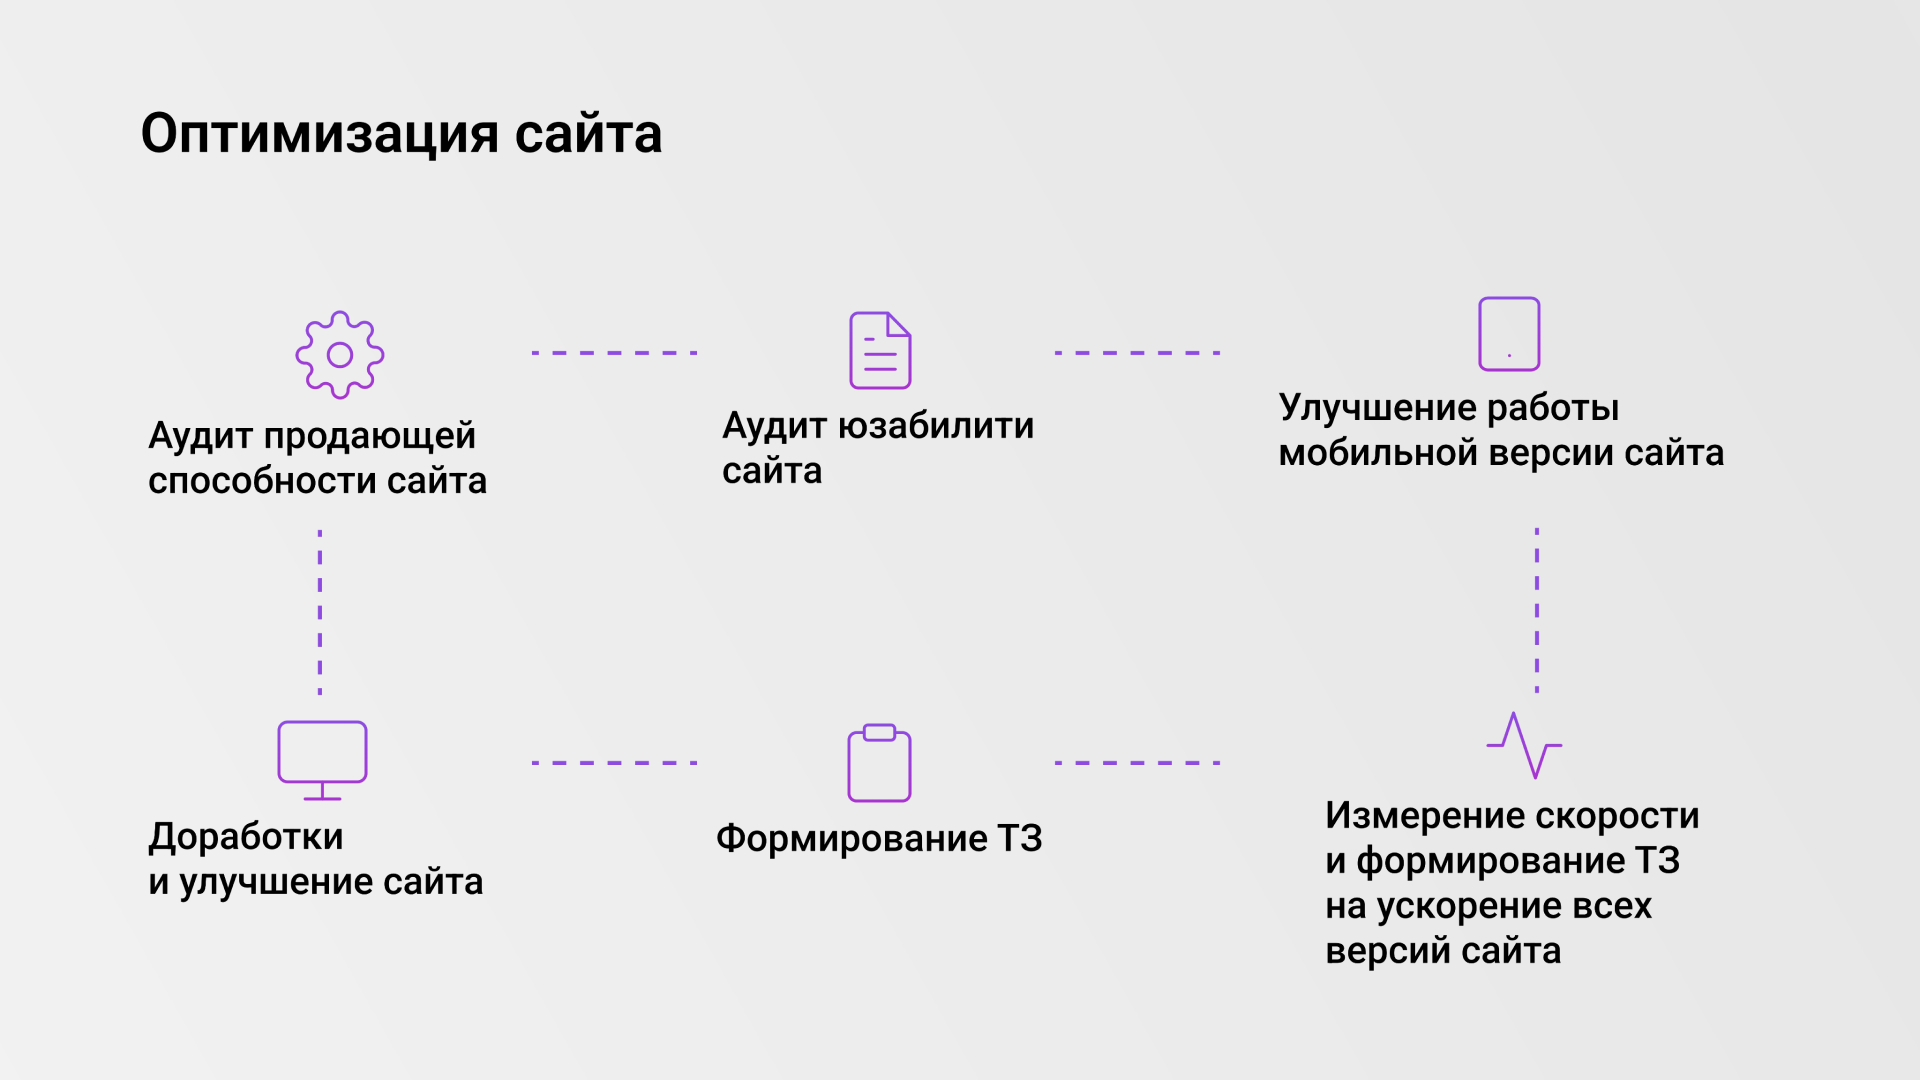 Оптимизация сайта
Аудит продающей
способности сайта
Аудит юзабилити
сайта
Улучшение работы
мобильной версии сайта
Доработки
и улучшение сайта
Формирование ТЗ
Измерение скорости
и формирование ТЗ
на ускорение всех
версий сайта